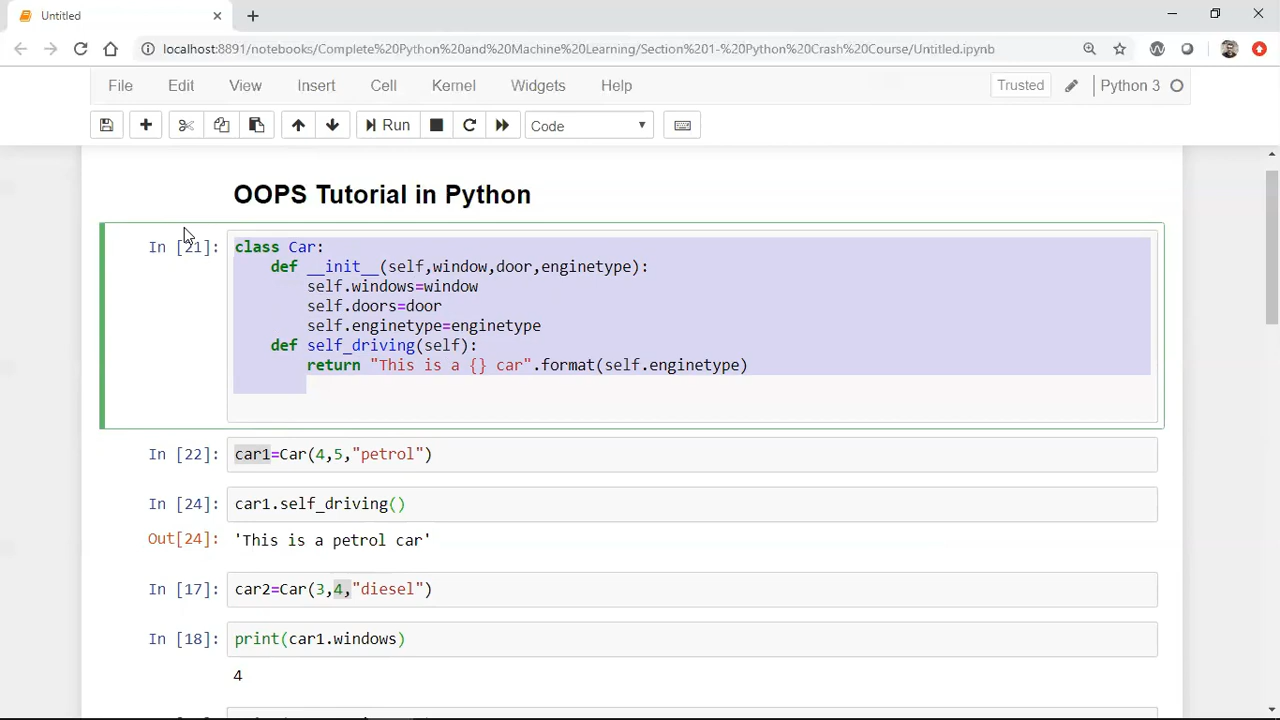 Untitled
localhost:8891/notebooks/Complete%20Python%20and%20Machine%20Learning/Section%201-%20Python%20Crash%20Course/Untitled.ipynb
File Edit View Insert Cell Kernel Widgets Help Trusted Python 3
Run Code
OOPS Tutorial in Python
In [21]: class Car:
def __init__(self,window,door,enginetype):
self.windows=window
self.doors=door
self.enginetype=enginetype
def self_driving(self):
return "This is a {} car".format(self.enginetype)
In [22]: car1=Car(4,5,"petrol")
In [24]: car1.self_driving()
Out[24]: 'This is a petrol car'
In [17]: car2=Car(3,4,"diesel")
In [18]: print(car1.windows)
4